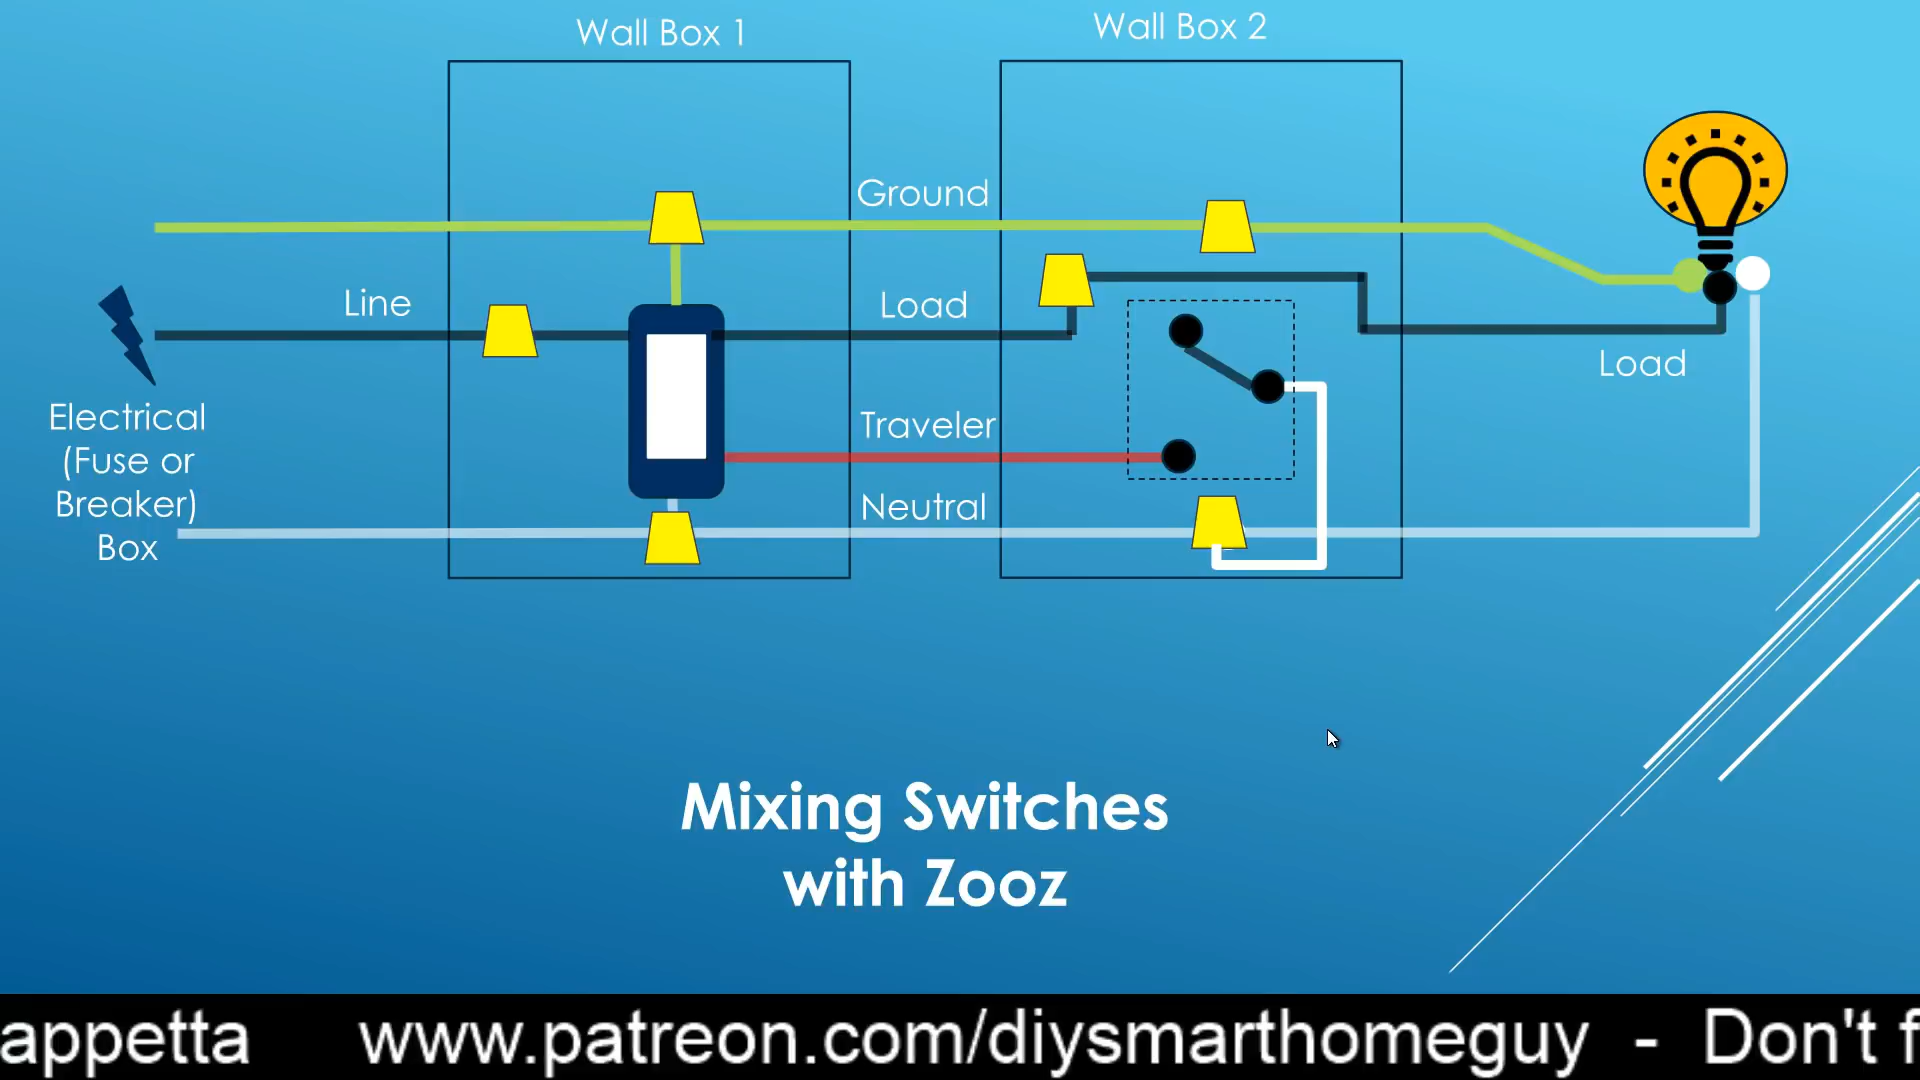 Wall Box 1
Wall Box 2
Ground
Line
Load
Load
Electrical
(Fuse or
Breaker)
Box
Traveler
Neutral
Mixing Switches
with Zooz
appetta www.patreon.com/diysmarthomeguy - Don't f